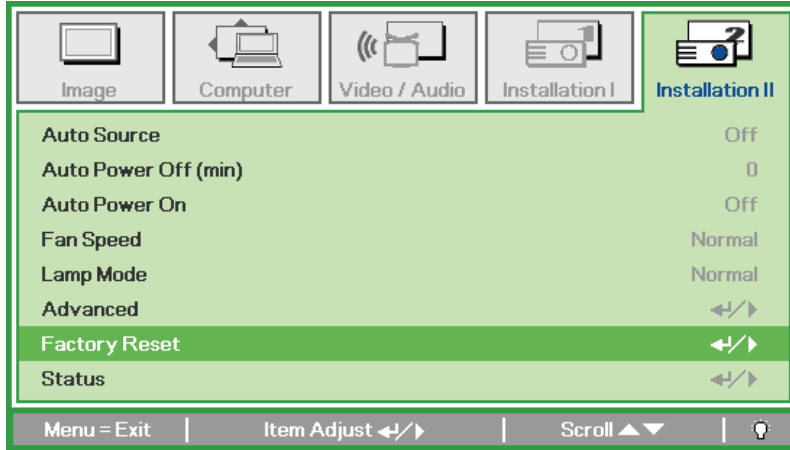 Image Computer Video / Audio Installation I Installation II
Auto Source Off
Auto Power Off (min) 0
Auto Power On Off
Fan Speed Normal
Lamp Mode Normal
Advanced ↵/▶
Factory Reset ↵/▶
Status ↵/▶
Menu = Exit | Item Adjust ↵/▶ | Scroll ▲▼ |